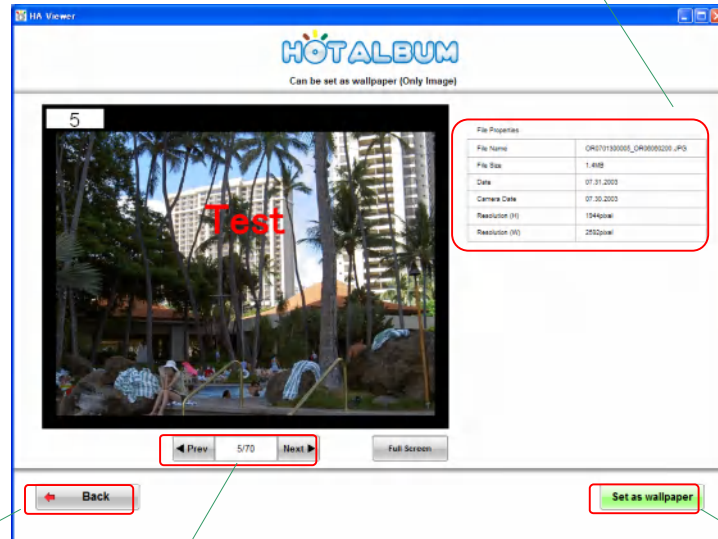 HA Viewer
HOTALBUM
Can be set as wallpaper (Only Image)
5
Test
File Properties
File Name OR0701300005_OR06060200.JPG
File Size 1.4MB
Date 07.31.2003
Camera Date 07.30.2003
Resolution (H) 1944pixel
Resolution (W) 2592pixel
Prev 5/70 Next Full Screen
Back Set as wallpaper